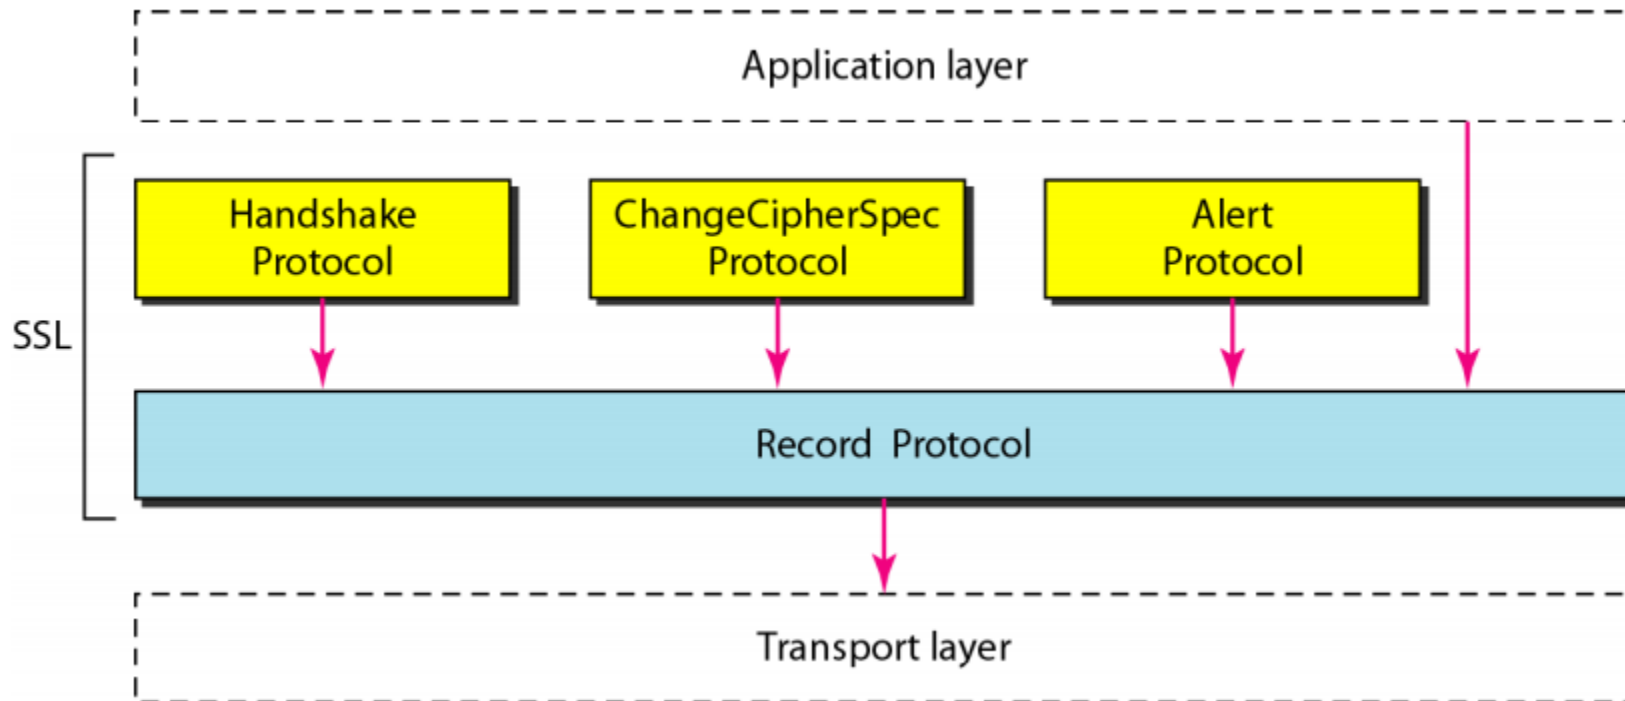 Application layer
Handshake
Protocol
ChangeCipherSpec
Protocol
Alert
Protocol
SSL
Record Protocol
Transport layer